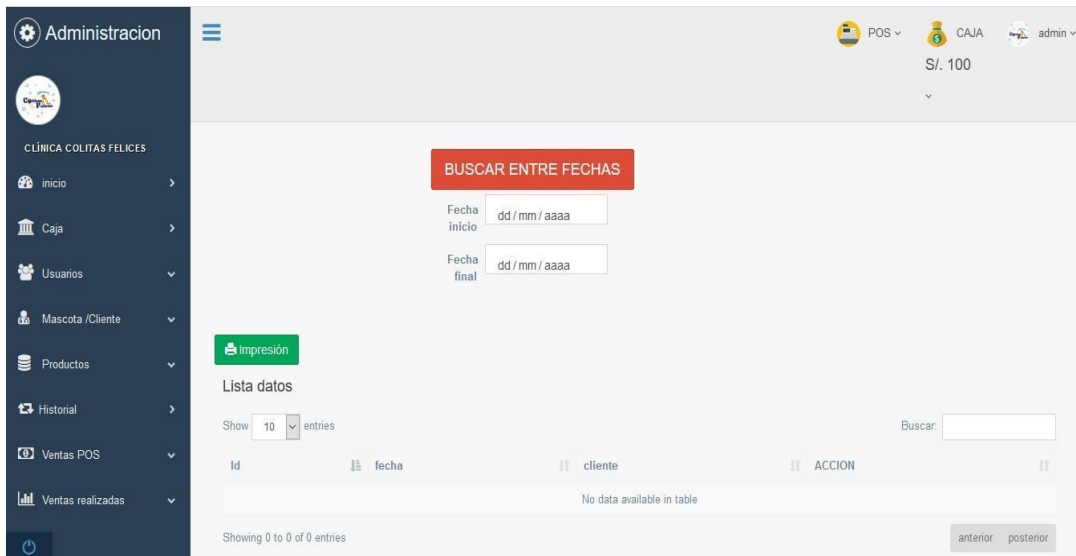 Administracion
POS
CAJA
admin
S/. 100
CLÍNICA COLITAS FELICES
inicio
Caja
Usuarios
Mascota /Cliente
Productos
Historial
Ventas POS
Ventas realizadas
BUSCAR ENTRE FECHAS
Fecha inicio
dd / mm / aaaa
Fecha final
dd / mm / aaaa
Impresión
Lista datos
Show 10 entries
Buscar:
Id fecha cliente ACCION
No data available in table
Showing 0 to 0 of 0 entries
anterior posterior